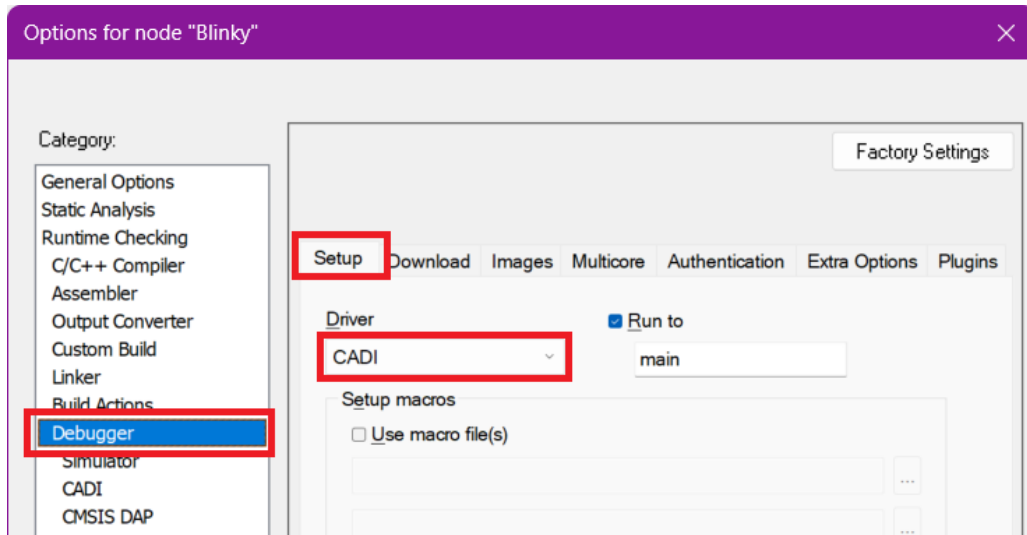 Options for node "Blinky"
Category:
General Options
Static Analysis
Runtime Checking
C/C++ Compiler
Assembler
Output Converter
Custom Build
Linker
Build Actions
Debugger
Simulator
CADI
CMSIS DAP
Factory Settings
Setup Download Images Multicore Authentication Extra Options Plugins
Driver Run to
CADI main
Setup macros
Use macro file(s)
...
...